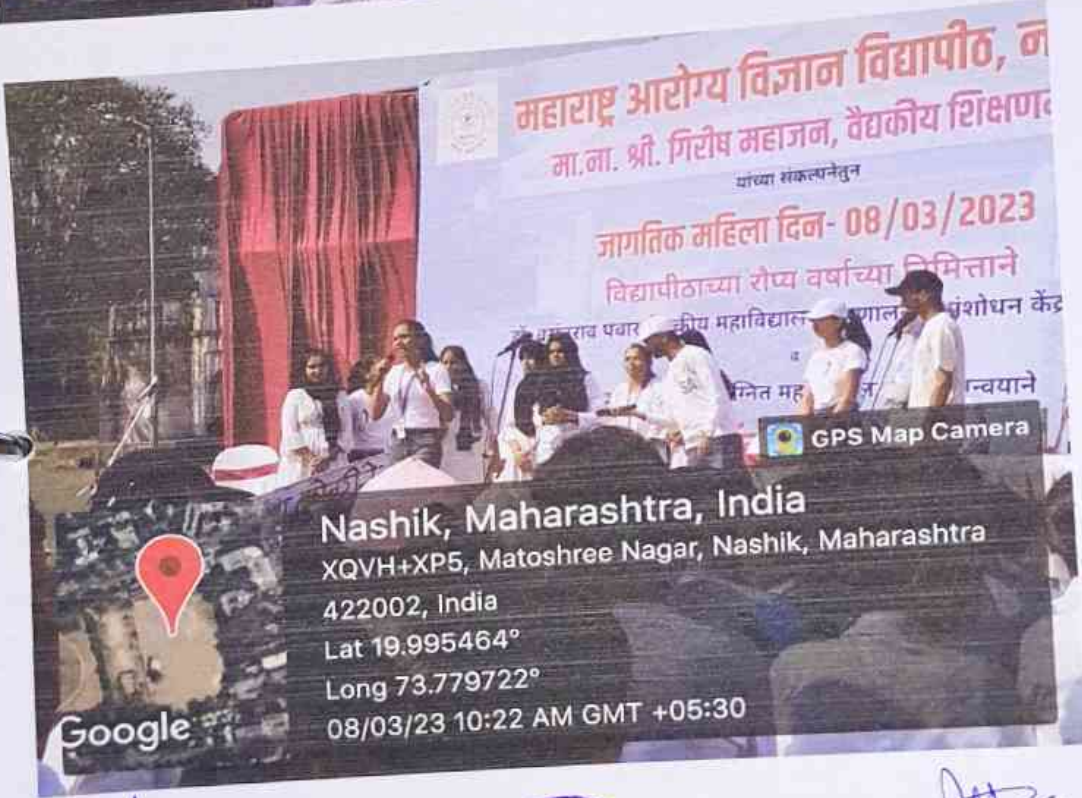 महाराष्ट्र आरोग्य विज्ञान विद्यापीठ,
मा.ना. श्री. गिरीष महाजन, वैद्यकीय शिक्षण
यांच्या संकल्पनेतुन
जागतिक महिला दिन- 08/03/2023
विद्यापीठाच्या रोप्य वर्षाच्या निमित्ताने
पवार महाविद्याल संशोधन केंद्र
व
GPS Map Camera
Nashik, Maharashtra, India
XQVH+XP5, Matoshree Nagar, Nashik, Maharashtra
422002, India
Lat 19.995464°
Long 73.779722°
08/03/23 10:22 AM GMT +05:30
Google